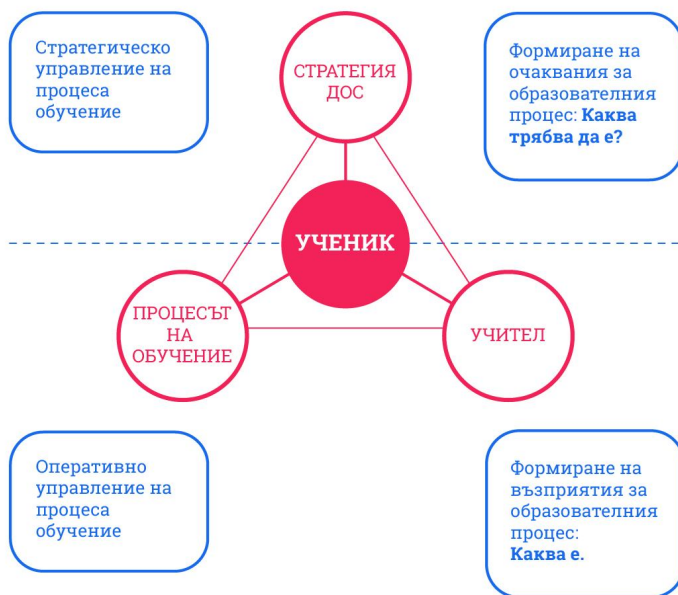 Стратегическо
управление на
процеса
обучение
СТРАТЕГИЯ
ДОС
Формиране на
очаквания за
образователния
процес: Каква
трябва да е?
УЧЕНИК
ПРОЦЕСЪТ
НА
ОБУЧЕНИЕ
УЧИТЕЛ
Оперативно
управление на
процеса
обучение
Формиране на
възприятия за
образователния
процес:
Каква е.